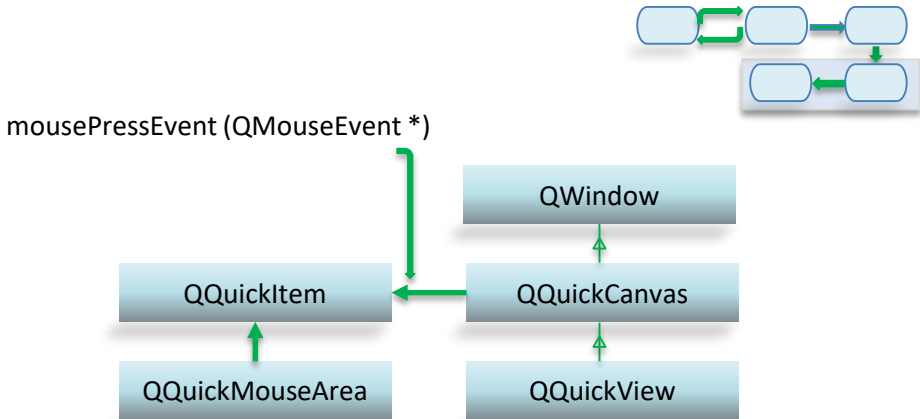 mousePressEvent (QMouseEvent *)
QWindow
QQuickItem
QQuickCanvas
QQuickMouseArea
QQuickView